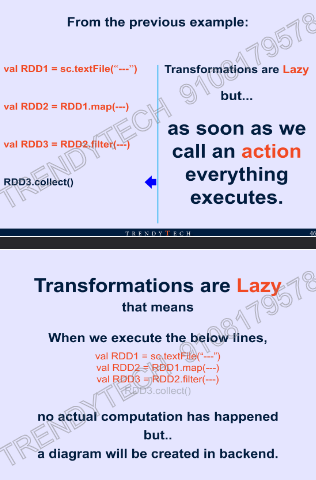 From the previous example:
val RDD1 = sc.textFile("---")
val RDD2 = RDD1.map(---)
val RDD3 = RDD2.filter(---)
RDD3.collect()
Transformations are Lazy
but...
as soon as we
call an action
everything
executes.
TRENDYTECH 9108179578
TRENDYTECH
Transformations are Lazy
that means
When we execute the below lines,
val RDD1 = sc.textFile("---")
val RDD2 = RDD1.map(---)
val RDD3 = RDD2.filter(---)
RDD3.collect()
no actual computation has happened
but..
a diagram will be created in backend.
TRENDYTECH 9108179578